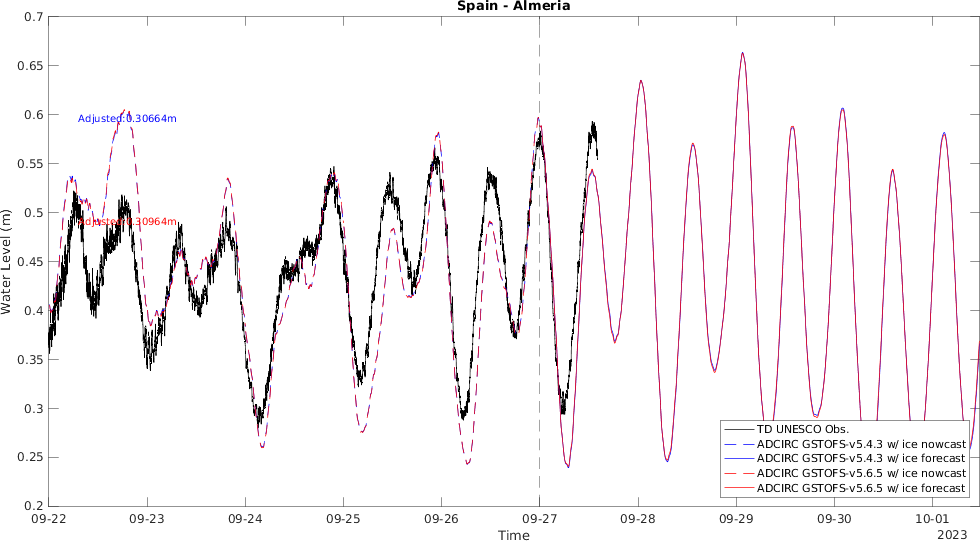 Spain - Almeria
0.7
0.65
0.6
0.55
0.5
0.45
0.4
0.35
0.3
0.25
0.2
Water Level (m)
Adjusted:0.30664m
Adjusted:0.30964m
TD UNESCO Obs.
ADCIRC GSTOFS-v5.4.3 w/ ice nowcast
ADCIRC GSTOFS-v5.4.3 w/ ice forecast
ADCIRC GSTOFS-v5.6.5 w/ ice nowcast
ADCIRC GSTOFS-v5.6.5 w/ ice forecast
09-22 09-23 09-24 09-25 09-26 09-27 09-28 09-29 09-30 10-01
Time
2023